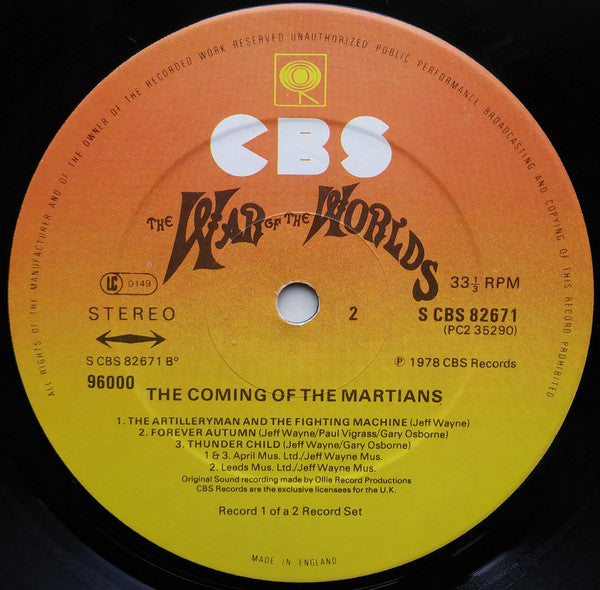 ALL RIGHTS OF THE MANUFACTURER AND OF THE OWNER OF THE RECORDED WORK RESERVED UNAUTHORIZED PUBLIC PERFORMANCE BROADCASTING AND COPYING OF THIS RECORD PROHIBITED
CBS
THE WAR OF THE WORLDS
33⅓ RPM
LC 0149
STEREO
2
S CBS 82671
(PC2 35290)
S CBS 82671 B°
℗ 1978 CBS Records
96000
THE COMING OF THE MARTIANS
1. THE ARTILLERYMAN AND THE FIGHTING MACHINE (Jeff Wayne)
2. FOREVER AUTUMN (Jeff Wayne/Paul Vigrass/Gary Osborne)
3. THUNDER CHILD (Jeff Wayne/Gary Osborne)
1 & 3. April Mus. Ltd./Jeff Wayne Mus.
2. Leeds Mus. Ltd./Jeff Wayne Mus.
Original Sound recording made by Ollie Record Productions
CBS Records are the exclusive licensees for the U.K.
Record 1 of a 2 Record Set
MADE IN ENGLAND